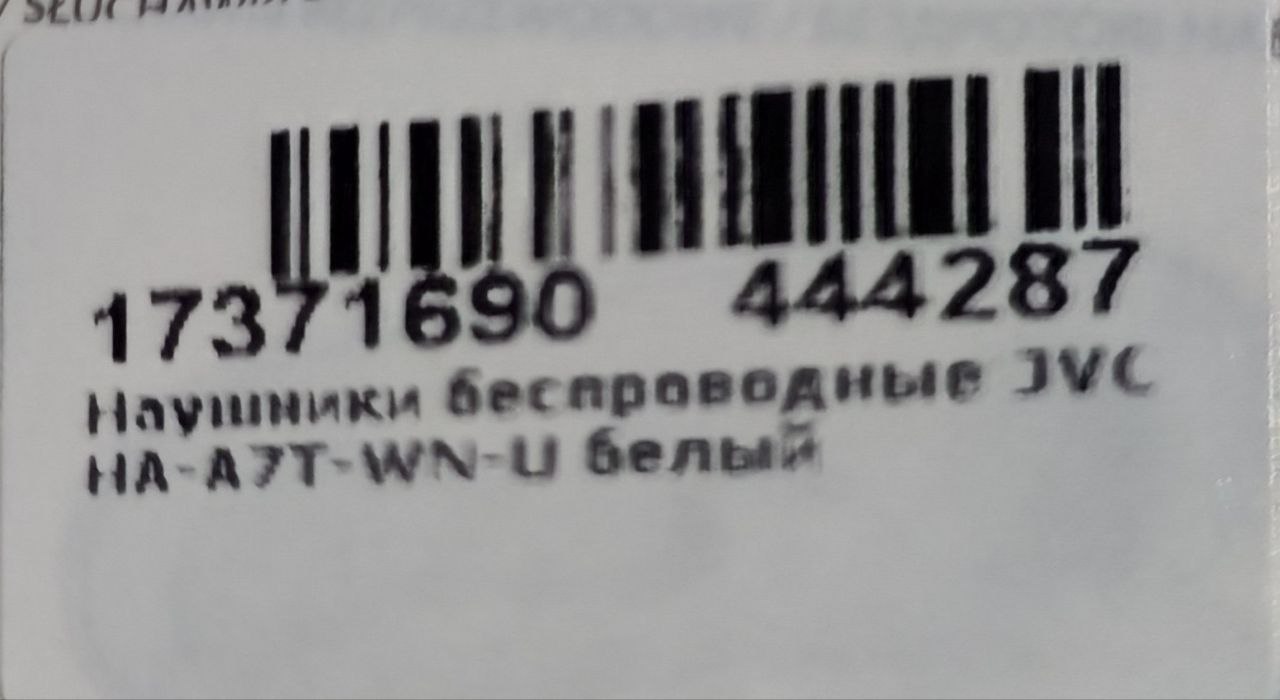 17371690 444287
Наушники беспроводные JVC
HA-A7T-WN-U белый